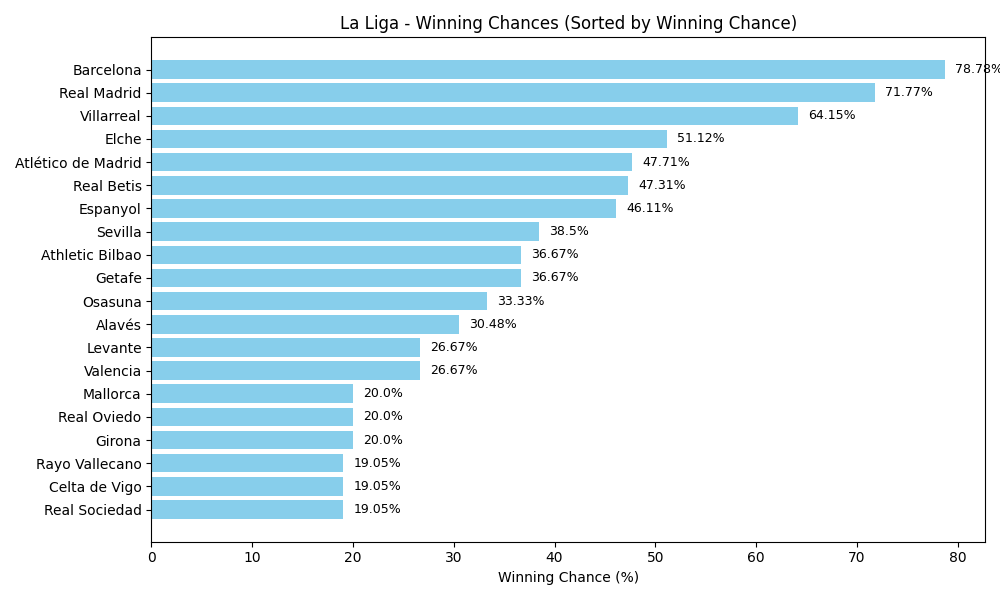 La Liga - Winning Chances (Sorted by Winning Chance)
Barcelona 78.78%
Real Madrid 71.77%
Villarreal 64.15%
Elche 51.12%
Atlético de Madrid 47.71%
Real Betis 47.31%
Espanyol 46.11%
Sevilla 38.5%
Athletic Bilbao 36.67%
Getafe 36.67%
Osasuna 33.33%
Alavés 30.48%
Levante 26.67%
Valencia 26.67%
Mallorca 20.0%
Real Oviedo 20.0%
Girona 20.0%
Rayo Vallecano 19.05%
Celta de Vigo 19.05%
Real Sociedad 19.05%
0 10 20 30 40 50 60 70 80
Winning Chance (%)